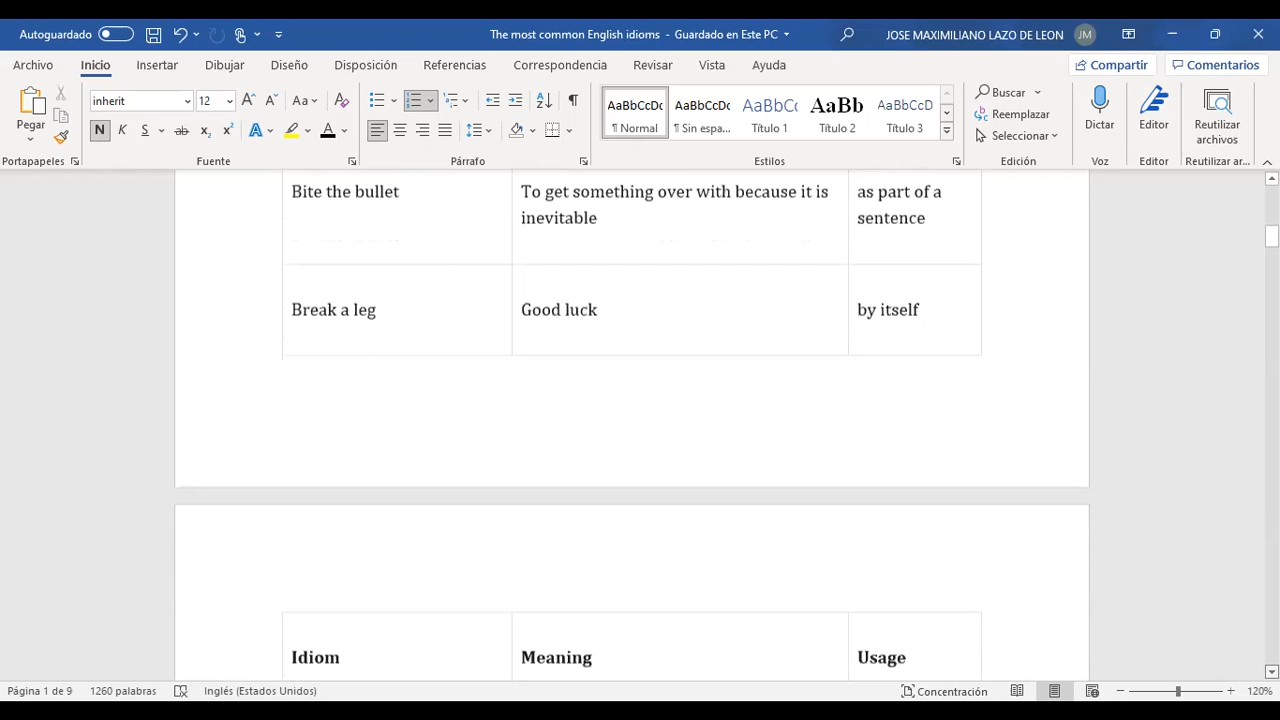 Autoguardado
The most common English idioms - Guardado en Este PC
JOSE MAXIMILIANO LAZO DE LEON
JM
Archivo Inicio Insertar Dibujar Diseño Disposición Referencias Correspondencia Revisar Vista Ayuda
Compartir Comentarios
Pegar
inherit 12
Aa
N K S ab x₂ x² A A
AaBbCcDc AaBbCcDc AaBbCc AaBb AaBbCcD
¶ Normal ¶ Sin espa... Título 1 Título 2 Título 3
Buscar
Reemplazar
Seleccionar
Dictar
Editor
Reutilizar
archivos
Portapapeles Fuente Párrafo Estilos Edición Voz Editor Reutilizar ar...
Bite the bullet To get something over with because it is as part of a
inevitable sentence
Break a leg Good luck by itself
Idiom Meaning Usage
Página 1 de 9 1260 palabras Inglés (Estados Unidos) Concentración 120%